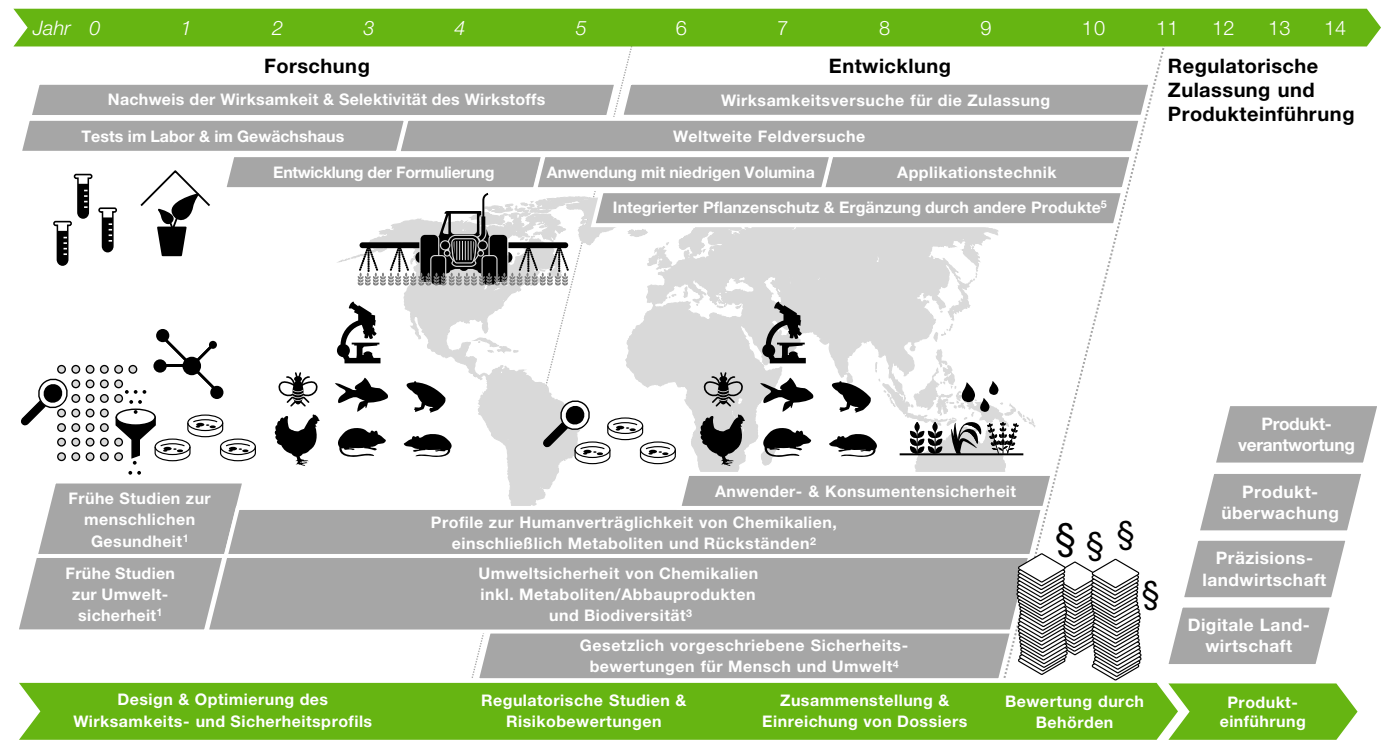 Jahr 0 1 2 3 4 5 6 7 8 9 10 11 12 13 14
Forschung
Entwicklung
Regulatorische
Zulassung und
Produkteinführung
Nachweis der Wirksamkeit & Selektivität des Wirkstoffs
Wirksamkeitsversuche für die Zulassung
Tests im Labor & im Gewächshaus
Weltweite Feldversuche
Entwicklung der Formulierung
Anwendung mit niedrigen Volumina
Applikationstechnik
Integrierter Pflanzenschutz & Ergänzung durch andere Produkte⁵
Produkt-
verantwortung
Anwender- & Konsumentensicherheit
Produkt-
überwachung
Frühe Studien zur
menschlichen
Gesundheit¹
Profile zur Humanverträglichkeit von Chemikalien,
einschließlich Metaboliten und Rückständen²
§ § §
§
Präzisions-
landwirtschaft
Frühe Studien
zur Umwelt-
sicherheit¹
Umweltsicherheit von Chemikalien
inkl. Metaboliten/Abbauprodukten
und Biodiversität³
Digitale Land-
wirtschaft
Gesetzlich vorgeschriebene Sicherheits-
bewertungen für Mensch und Umwelt⁴
Design & Optimierung des
Wirksamkeits- und Sicherheitsprofils
Regulatorische Studien &
Risikobewertungen
Zusammenstellung &
Einreichung von Dossiers
Bewertung durch
Behörden
Produkt-
einführung